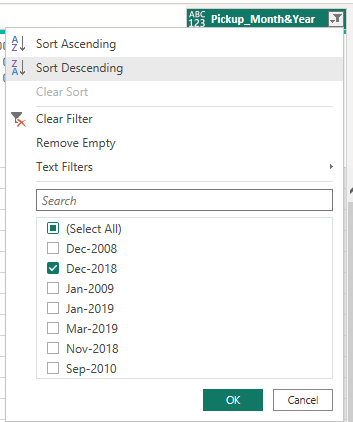 ABC
123
Pickup_Month&Year
A
Z
Sort Ascending
Z
A
Sort Descending
Clear Sort
Clear Filter
Remove Empty
Text Filters
Search
(Select All)
Dec-2008
Dec-2018
Jan-2009
Jan-2019
Mar-2019
Nov-2018
Sep-2010
OK Cancel